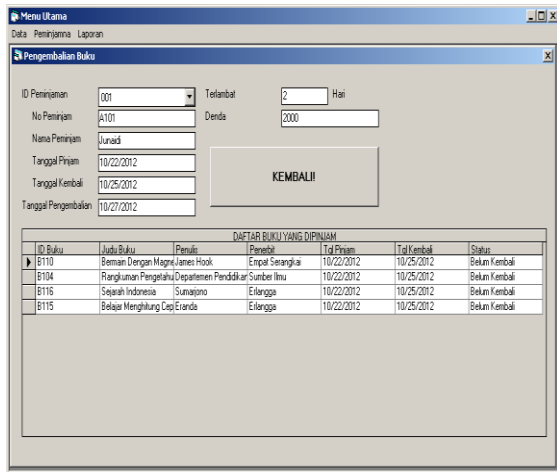 Menu Utama
Data Peminjamna Laporan
Pengembalian Buku
ID Peminjaman 001 Terlambat 2 Hari
No Peminjam A101 Denda 2000
Nama Peminjam Junaidi
Tanggal Pinjam 10/22/2012
Tanggal Kembali 10/25/2012 KEMBALI!
Tanggal Pengembalian 10/27/2012
DAFTAR BUKU YANG DIPINJAM
ID Buku Judu Buku Penulis Penerbit Tgl Pinjam Tgl Kembali Status
B110 Bermain Dengan Magne James Hook Empat Serangkai 10/22/2012 10/25/2012 Belum Kembali
B104 Rangkuman Pengetahu Departemen Pendidikan Sumber Ilmu 10/22/2012 10/25/2012 Belum Kembali
B116 Sejarah Indonesia Sumarjono Erlangga 10/22/2012 10/25/2012 Belum Kembali
B115 Belajar Menghitung Cep Eranda Erlangga 10/22/2012 10/25/2012 Belum Kembali